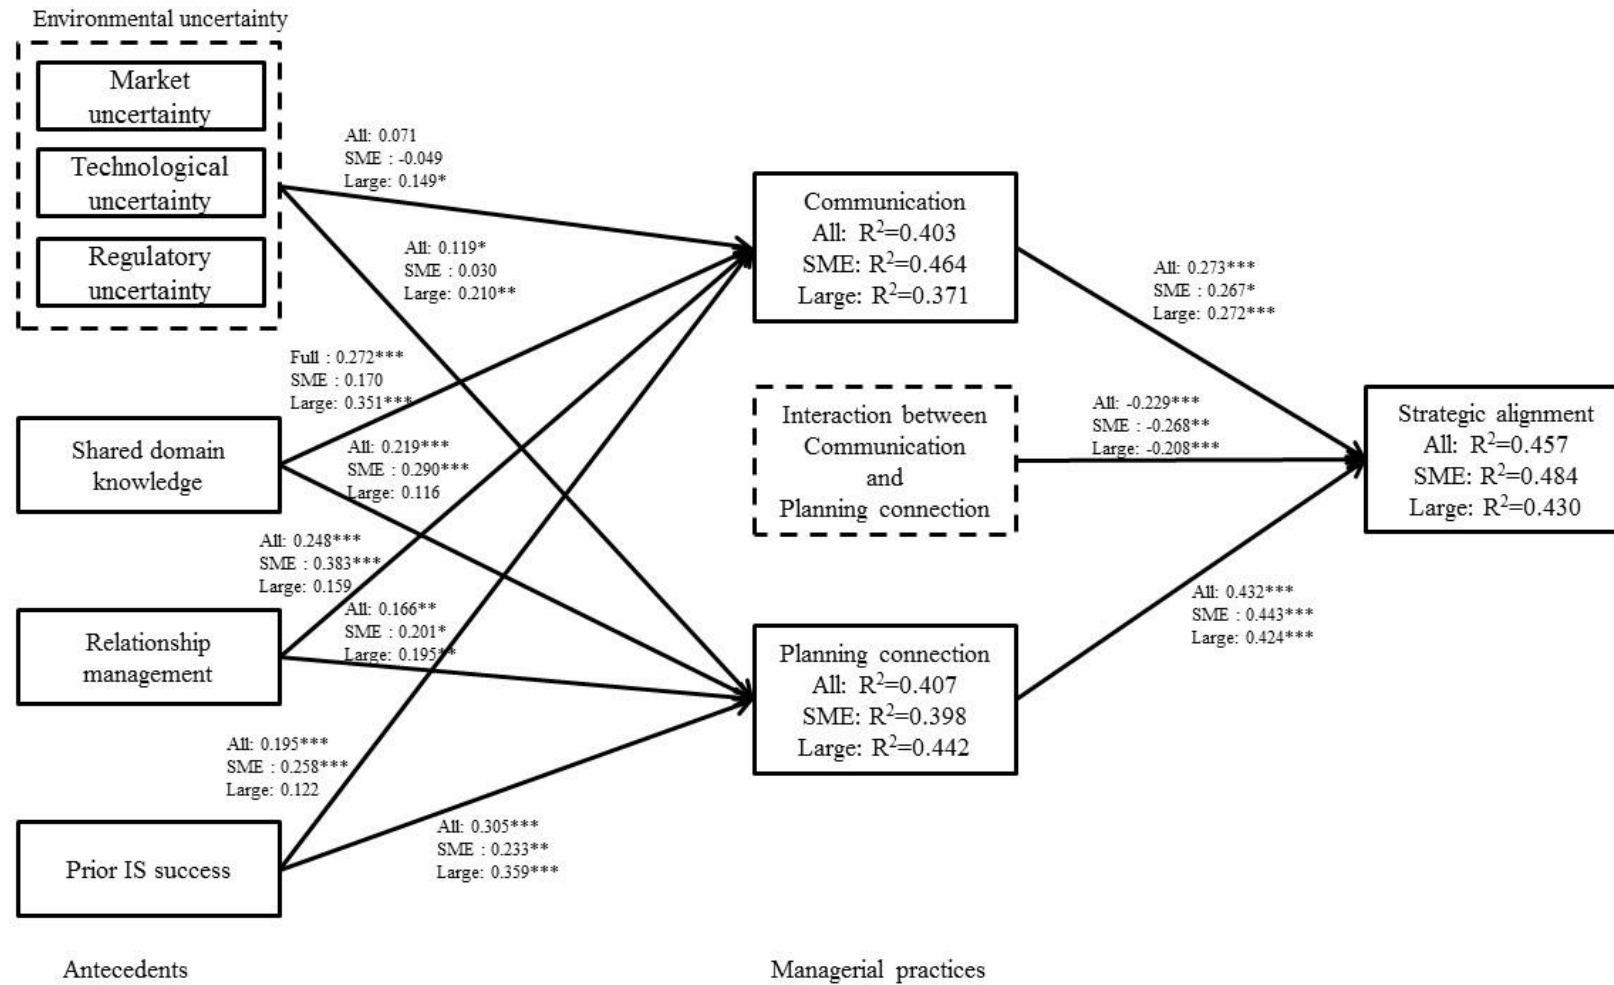 Environmental uncertainty
Market
uncertainty
Technological
uncertainty
Regulatory
uncertainty
All: 0.071
SME : -0.049
Large: 0.149*
All: 0.119*
SME : 0.030
Large: 0.210**
Full : 0.272***
SME : 0.170
Large: 0.351***
Shared domain
knowledge
All: 0.219***
SME : 0.290***
Large: 0.116
All: 0.248***
SME : 0.383***
Large: 0.159
Relationship
management
All: 0.166**
SME : 0.201*
Large: 0.195**
All: 0.195***
SME : 0.258***
Large: 0.122
Prior IS success
All: 0.305***
SME : 0.233**
Large: 0.359***
Antecedents
Communication
All: R²=0.403
SME: R²=0.464
Large: R²=0.371
Interaction between
Communication
and
Planning connection
Planning connection
All: R²=0.407
SME: R²=0.398
Large: R²=0.442
Managerial practices
All: 0.273***
SME : 0.267*
Large: 0.272***
All: -0.229***
SME : -0.268**
Large: -0.208***
All: 0.432***
SME : 0.443***
Large: 0.424***
Strategic alignment
All: R²=0.457
SME: R²=0.484
Large: R²=0.430